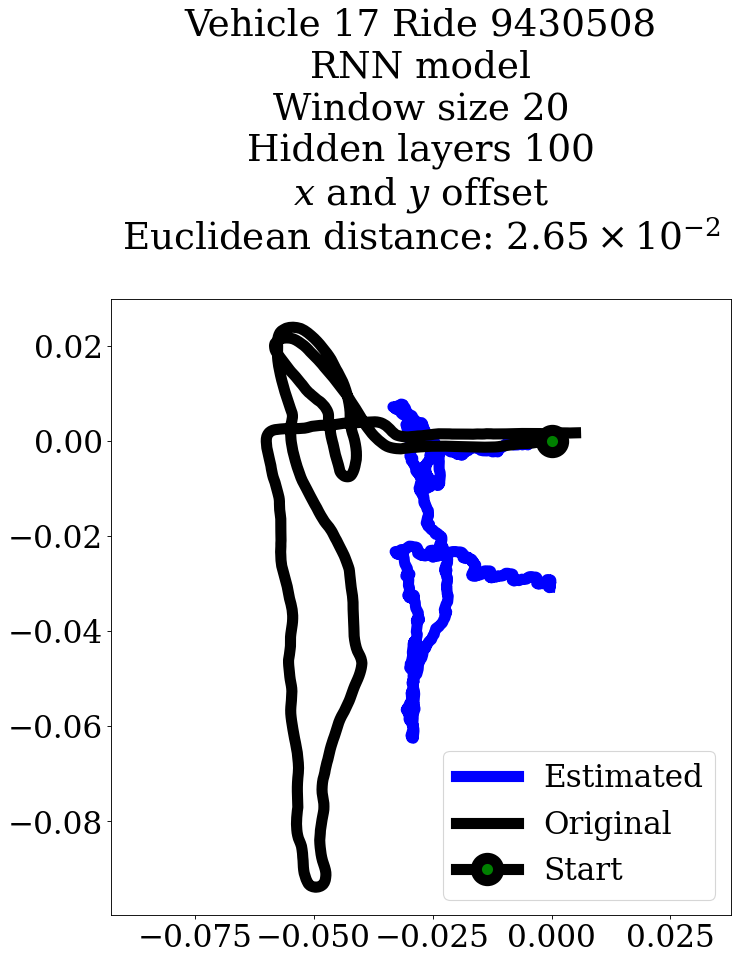 Vehicle 17 Ride 9430508
RNN model
Window size 20
Hidden layers 100
x and y offset
Euclidean distance: 2.65 × 10⁻²
0.02
0.00
−0.02
−0.04
−0.06
−0.08
−0.075 −0.050 −0.025 0.000 0.025
Estimated
Original
Start